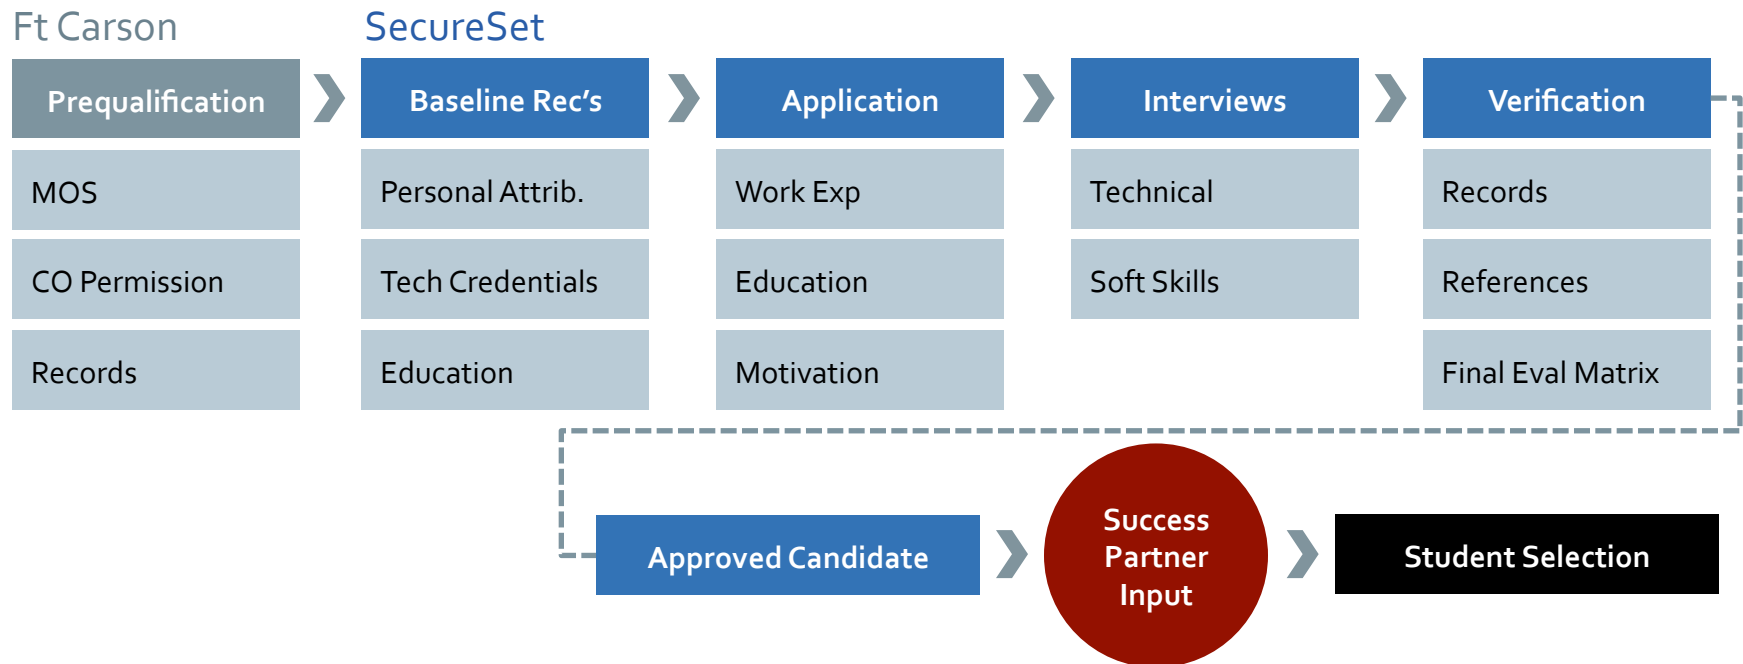 Ft Carson
SecureSet
Prequalification
Baseline Rec's
Application
Interviews
Verification
MOS
Personal Attrib.
Work Exp
Technical
Records
CO Permission
Tech Credentials
Education
Soft Skills
References
Records
Education
Motivation
Final Eval Matrix
Approved Candidate
Success
Partner
Input
Student Selection